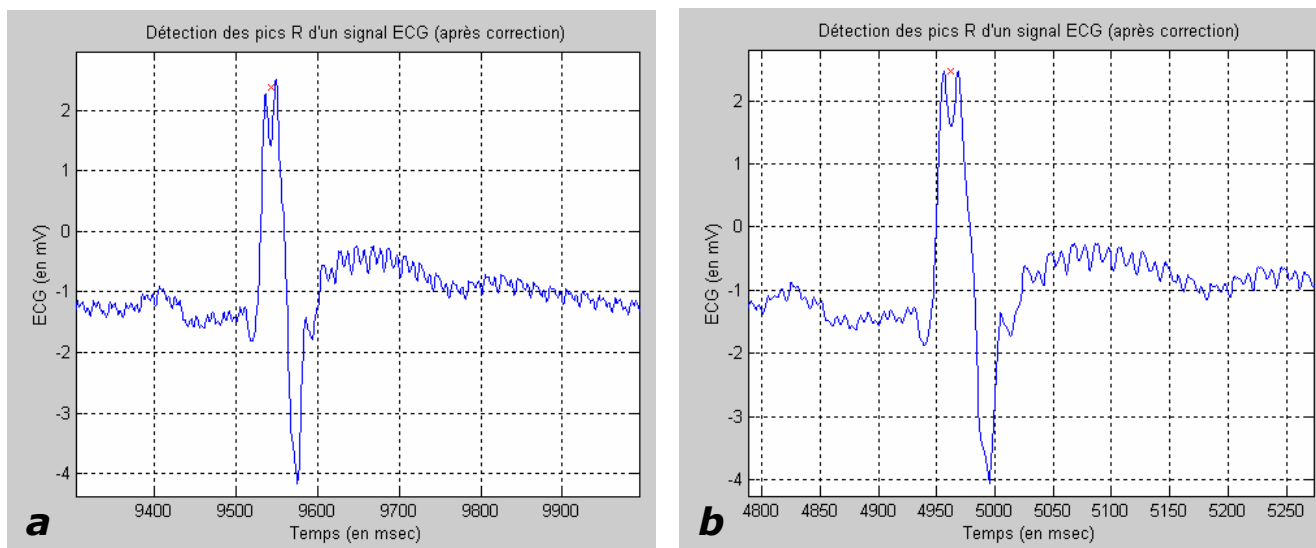 Détection des pics R d'un signal ECG (après correction)
2
1
0
-1
-2
-3
-4
ECG (en mV)
9400 9500 9600 9700 9800 9900
Temps (en msec)
a
Détection des pics R d'un signal ECG (après correction)
2
1
0
-1
-2
-3
-4
ECG (en mV)
4800 4850 4900 4950 5000 5050 5100 5150 5200 5250
Temps (en msec)
b